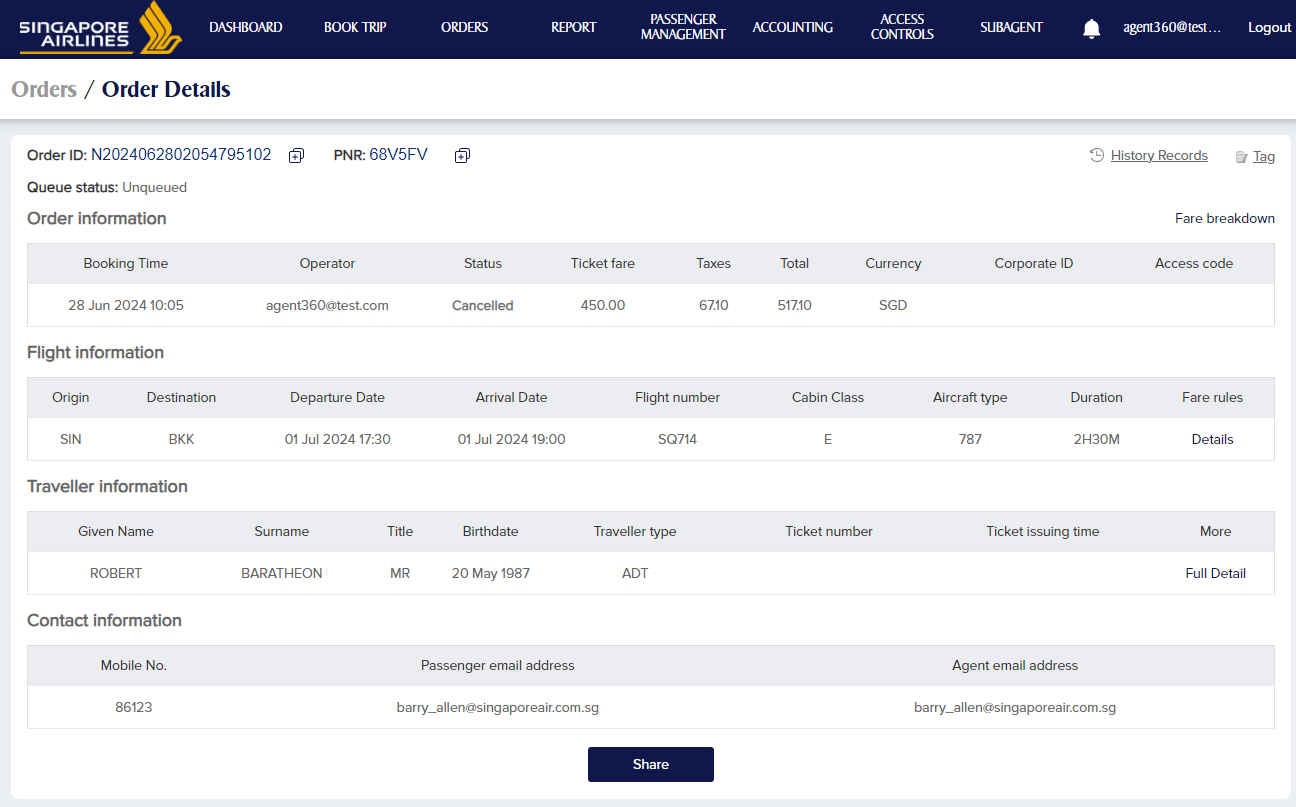 SINGAPORE AIRLINES
DASHBOARD BOOK TRIP ORDERS REPORT PASSENGER MANAGEMENT ACCOUNTING ACCESS CONTROLS SUBAGENT agent360@test... Logout
Orders / Order Details
Order ID: N2024062802054795102 PNR: 68V5FV History Records Tag
Queue status: Unqueued
Order information Fare breakdown
Booking Time Operator Status Ticket fare Taxes Total Currency Corporate ID Access code
28 Jun 2024 10:05 agent360@test.com Cancelled 450.00 67.10 517.10 SGD
Flight information
Origin Destination Departure Date Arrival Date Flight number Cabin Class Aircraft type Duration Fare rules
SIN BKK 01 Jul 2024 17:30 01 Jul 2024 19:00 SQ714 E 787 2H30M Details
Traveller information
Given Name Surname Title Birthdate Traveller type Ticket number Ticket issuing time More
ROBERT BARATHEON MR 20 May 1987 ADT Full Detail
Contact information
Mobile No. Passenger email address Agent email address
86123 barry_allen@singaporeair.com.sg barry_allen@singaporeair.com.sg
Share